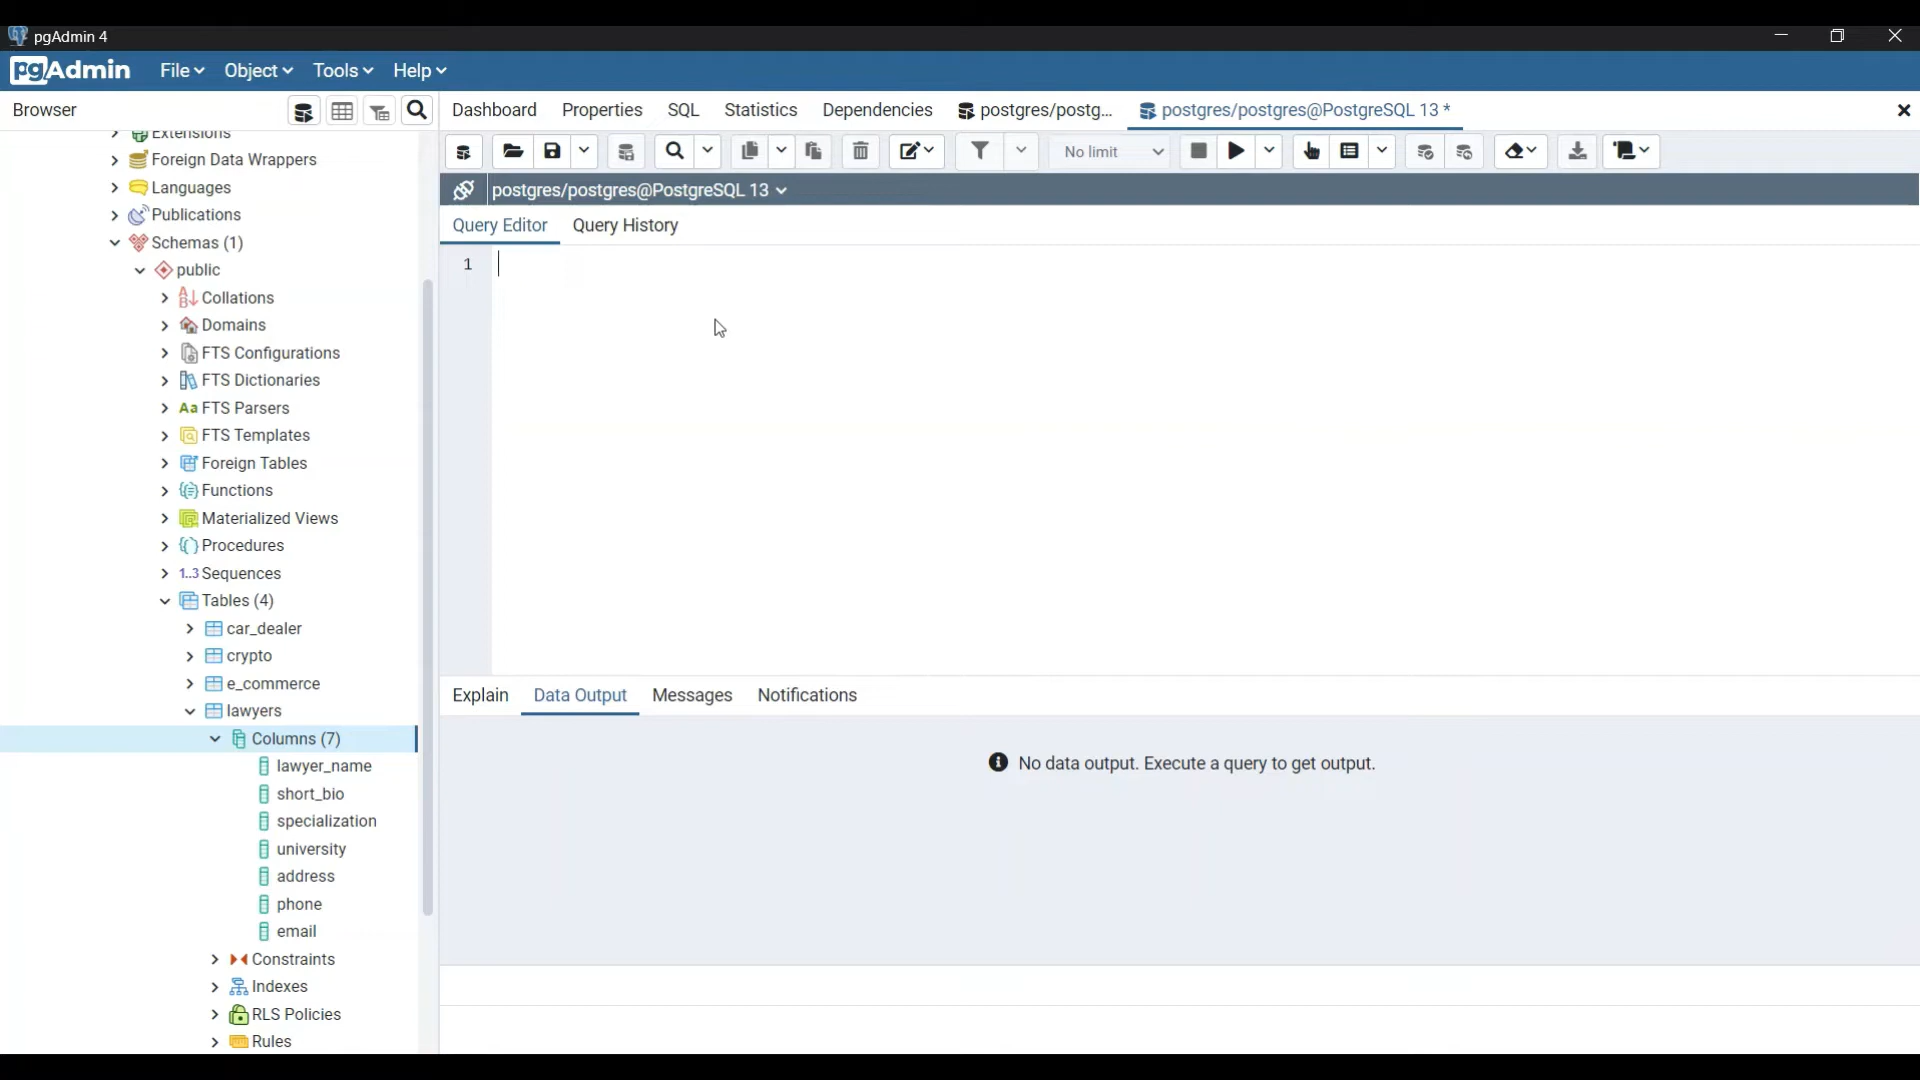 pgAdmin 4
pgAdmin File Object Tools Help
Browser
Dashboard Properties SQL Statistics Dependencies postgres/postg... postgres/postgres@PostgreSQL 13 *
No limit
postgres/postgres@PostgreSQL 13
Query Editor Query History
1
Extensions
Foreign Data Wrappers
Languages
Publications
Schemas (1)
public
Collations
Domains
FTS Configurations
FTS Dictionaries
Aa FTS Parsers
FTS Templates
Foreign Tables
Functions
Materialized Views
Procedures
1..3 Sequences
Tables (4)
car_dealer
crypto
e_commerce
lawyers
Columns (7)
lawyer_name
short_bio
specialization
university
address
phone
email
Constraints
Indexes
RLS Policies
Rules
Explain Data Output Messages Notifications
No data output. Execute a query to get output.